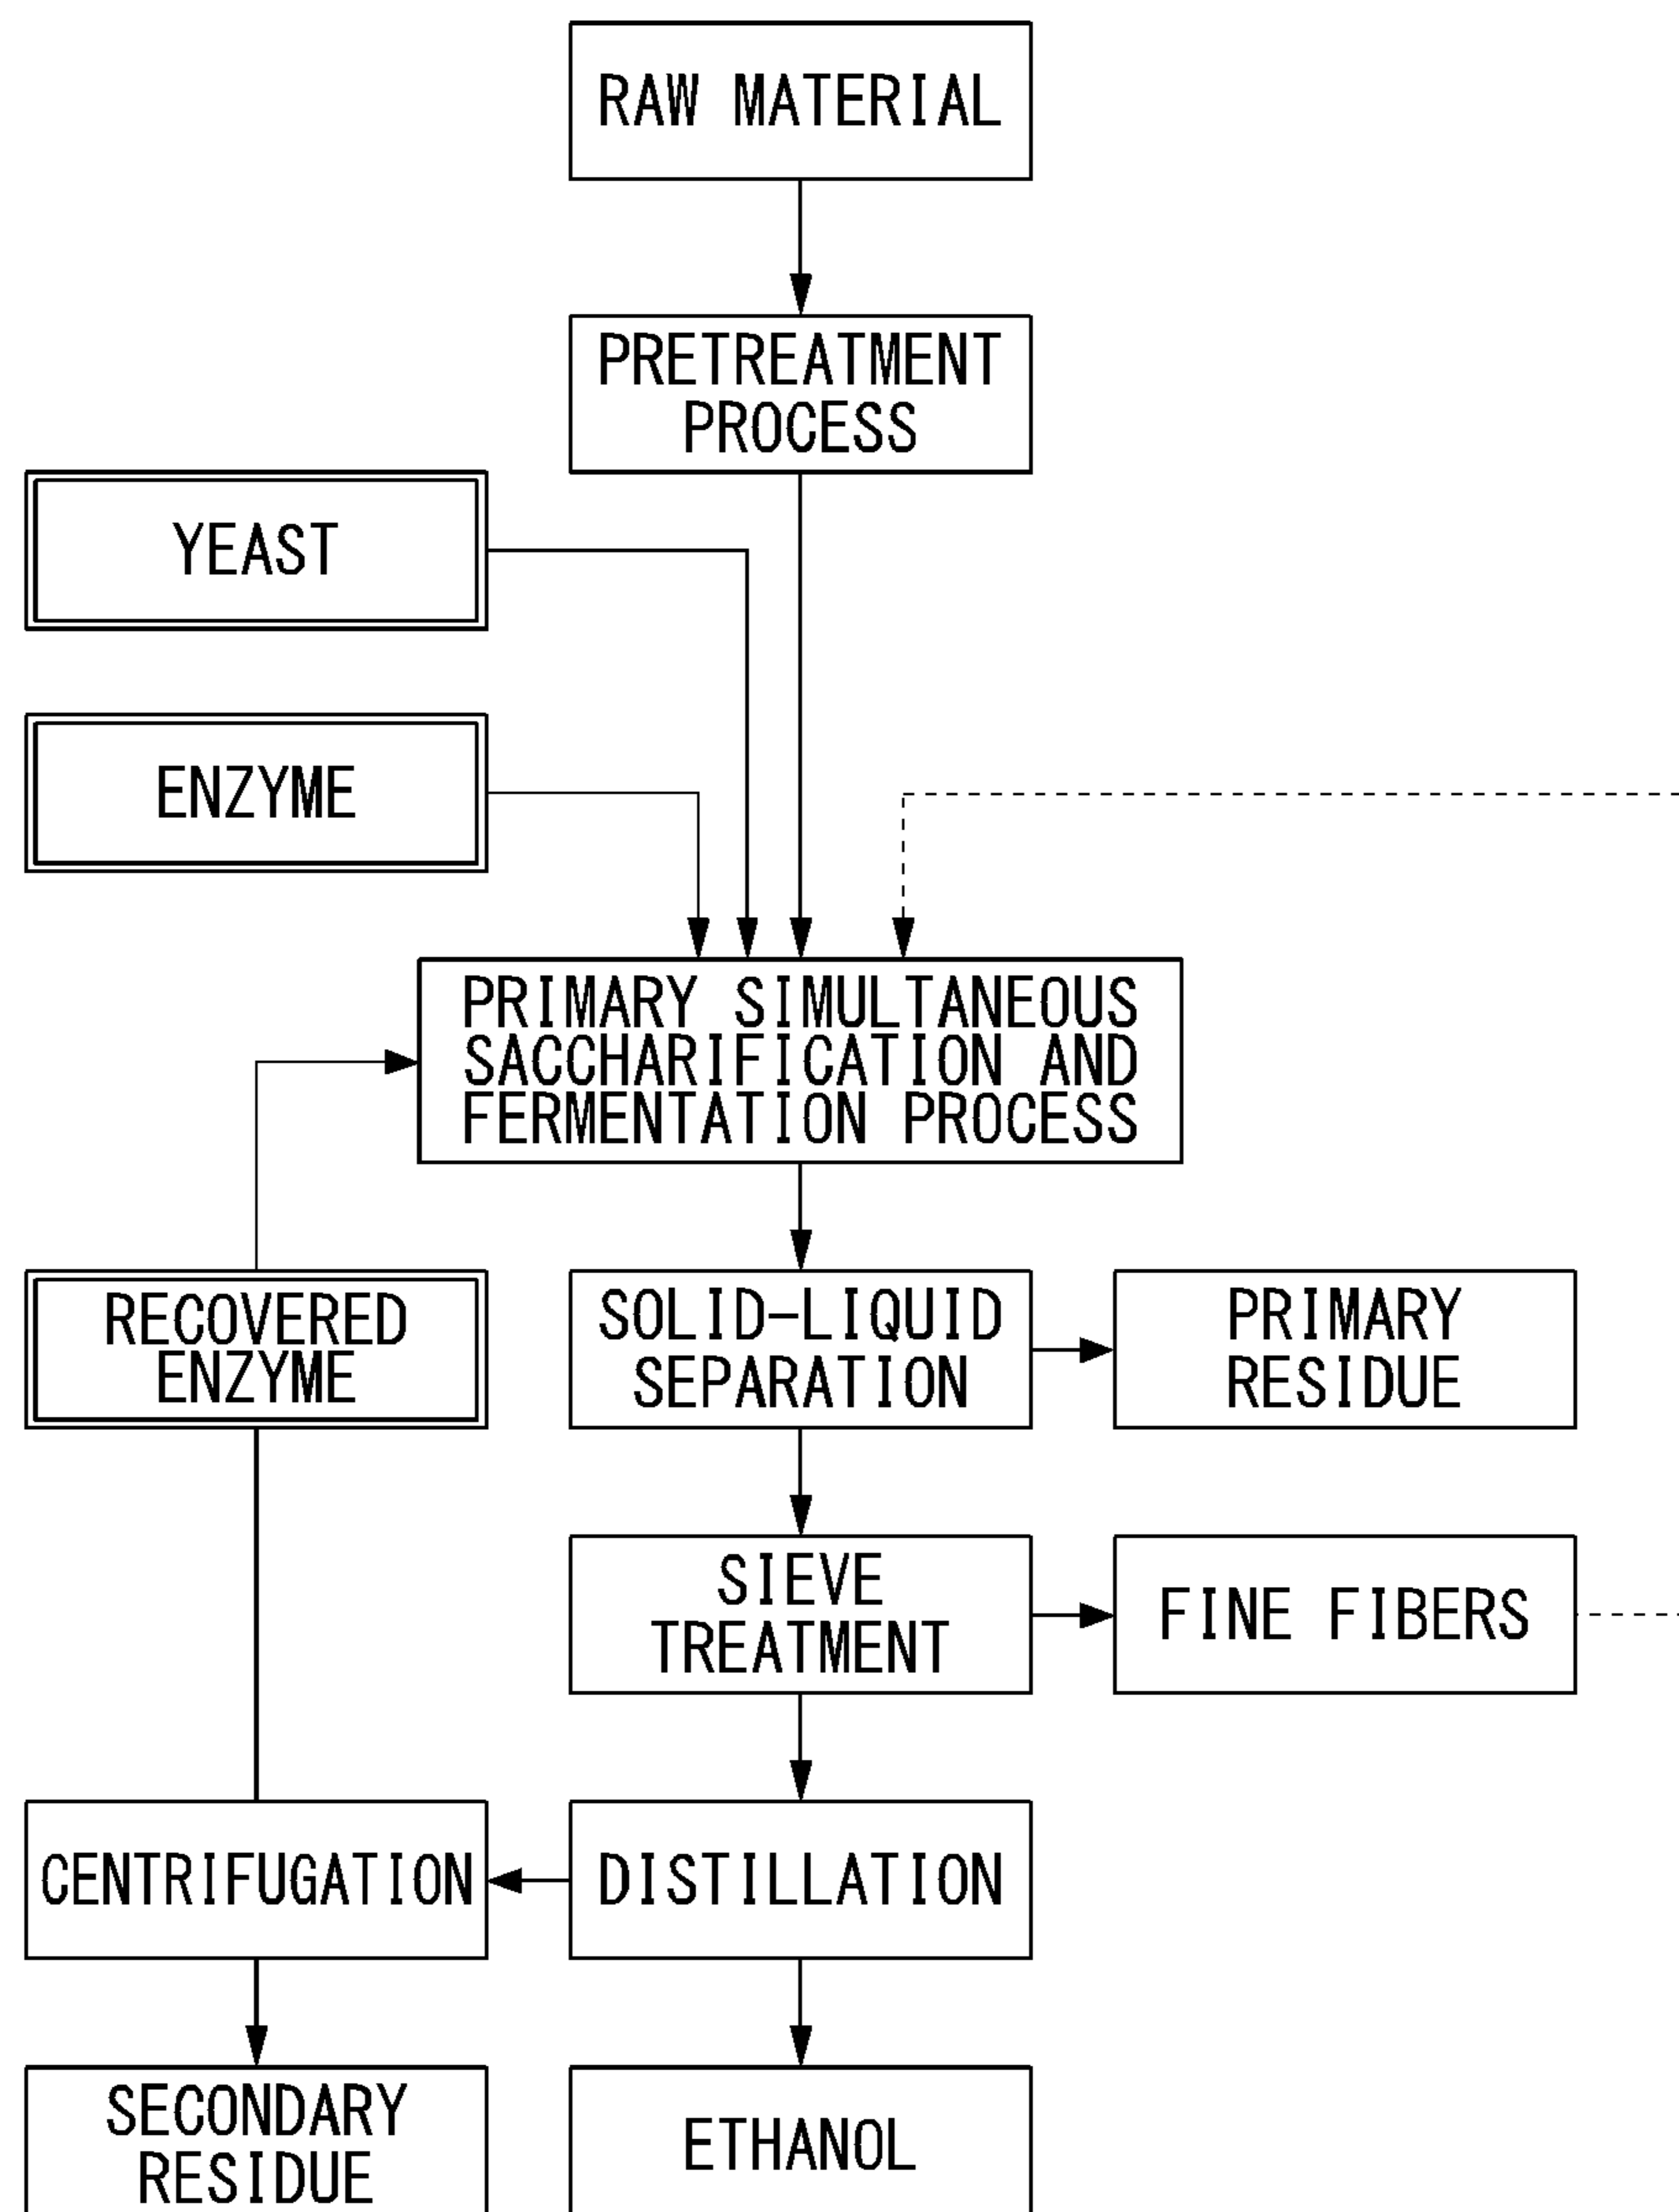 RAW MATERIAL
PRETREATMENT
PROCESS
YEAST
ENZYME
PRIMARY SIMULTANEOUS
SACCHARIFICATION AND
FERMENTATION PROCESS
RECOVERED
ENZYME
SOLID-LIQUID
SEPARATION
PRIMARY
RESIDUE
SIEVE
TREATMENT
FINE FIBERS
CENTRIFUGATION
DISTILLATION
SECONDARY
RESIDUE
ETHANOL